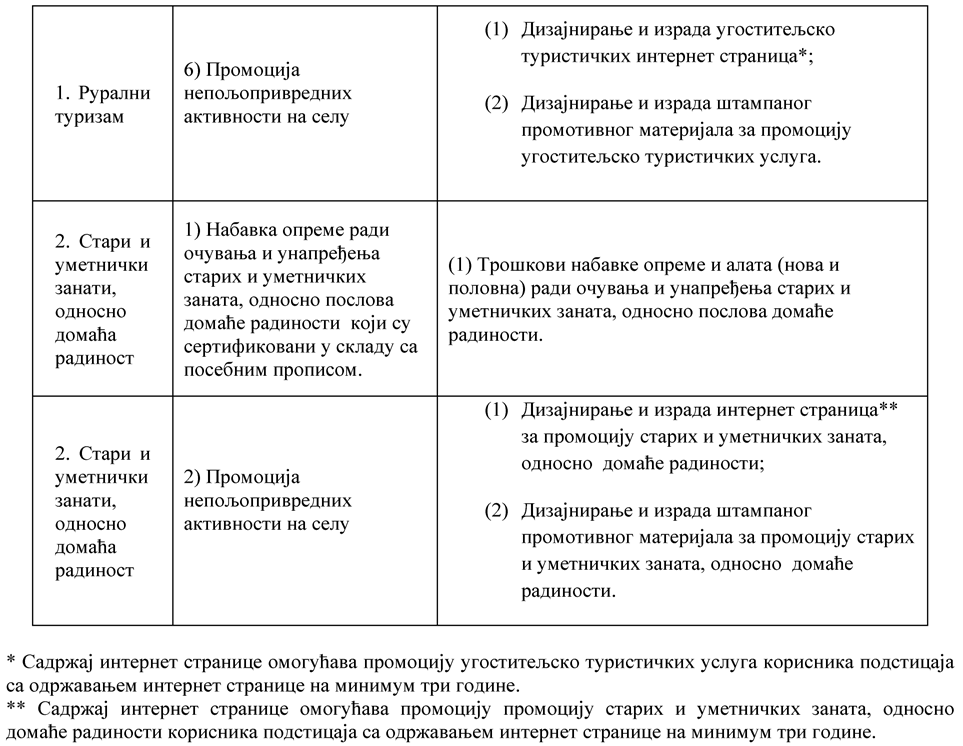 1. Рурални
туризам
6) Промоција
непољопривредних
активности на селу
(1) Дизајнирање и израда угоститељско
туристичких интернет страница*;
(2) Дизајнирање и израда штампаног
промотивног материјала за промоцију
угоститељско туристичких услуга.
2. Стари и
уметнички
занати,
односно
домаћа
радиност
1) Набавка опреме ради
очувања и унапређења
старих и уметничких
заната, односно послова
домаће радиности који су
сертификовани у складу са
посебним прописом.
(1) Трошкови набавке опреме и алата (нова и
половна) ради очувања и унапређења старих и
уметничких заната, односно послова домаће
радиности.
2. Стари и
уметнички
занати,
односно
домаћа
радиност
2) Промоција
непољопривредних
активности на селу
(1) Дизајнирање и израда интернет страница**
за промоцију старих и уметничких заната,
односно домаће радиности;
(2) Дизајнирање и израда штампаног
промотивног материјала за промоцију старих
и уметничких заната, односно домаће
радиности.
* Садржај интернет странице омогућава промоцију угоститељско туристичких услуга корисника подстицаја
са одржавањем интернет странице на минимум три године.
** Садржај интернет странице омогућава промоцију промоцију старих и уметничких заната, односно
домаће радиности корисника подстицаја са одржавањем интернет странице на минимум три године.